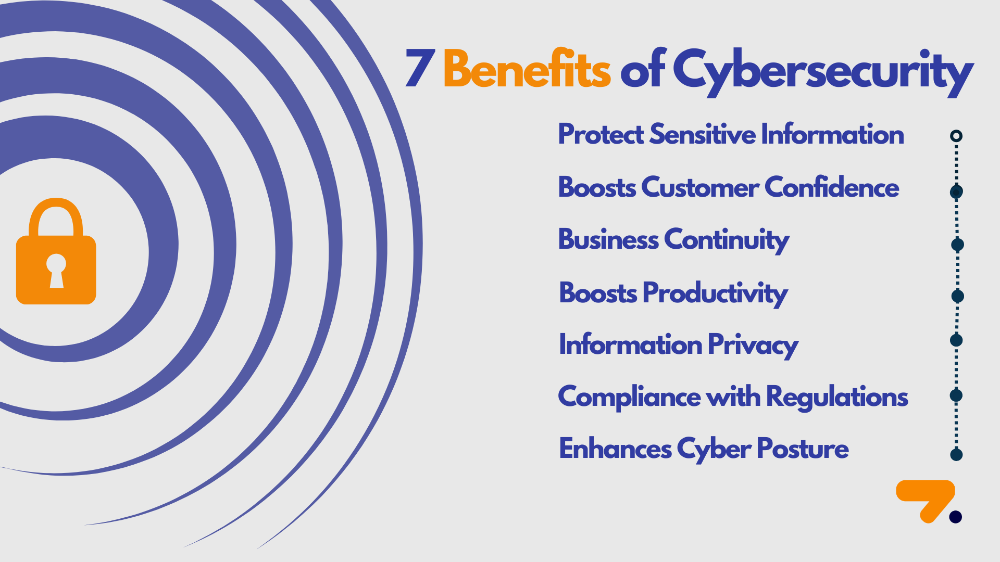 7 Benefits of Cybersecurity
Protect Sensitive Information
Boosts Customer Confidence
Business Continuity
Boosts Productivity
Information Privacy
Compliance with Regulations
Enhances Cyber Posture